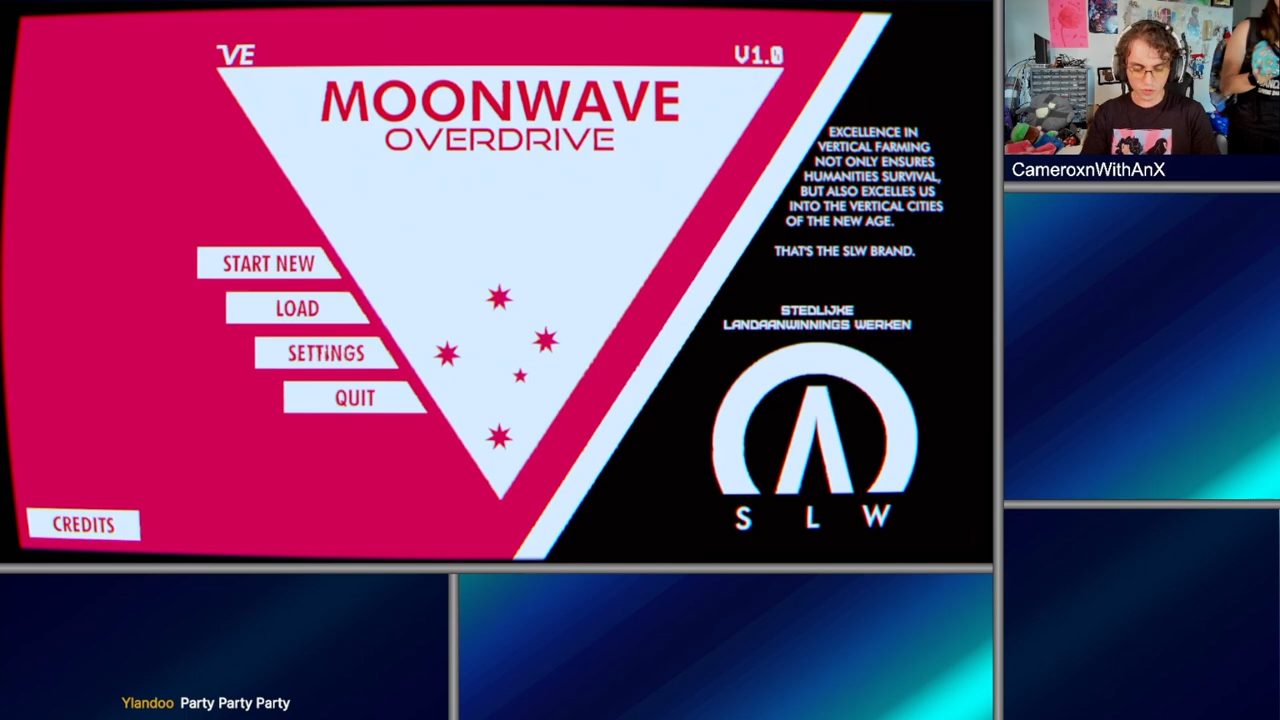 VE
V1.0
MOONWAVE
OVERDRIVE
START NEW
LOAD
SETTINGS
QUIT
CREDITS
EXCELLENCE IN
VERTICAL FARMING
NOT ONLY ENSURES
HUMANITIES SURVIVAL,
BUT ALSO EXCELLES US
INTO THE VERTICAL CITIES
OF THE NEW AGE.
THAT'S THE SLW BRAND.
STEDLIJKE
LANDAANWINNINGS WERKEN
S L W
CameroxnWithAnX
Ylandoo Party Party Party